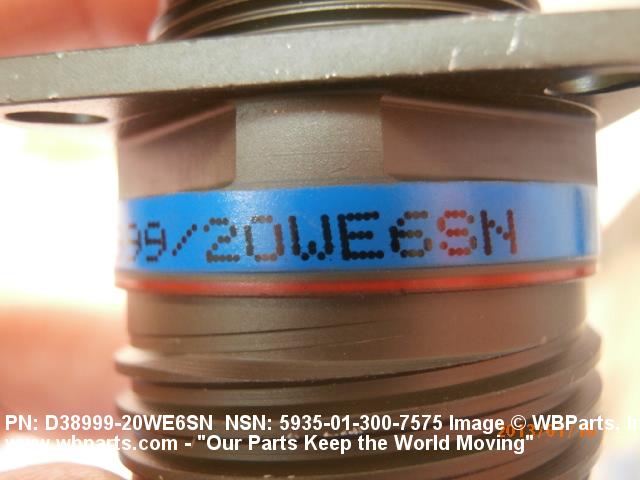 99/20WE6SN
PN: D38999-20WE6SN NSN: 5935-01-300-7575 Image © WBParts.
www.wbparts.com - "Our Parts Keep the World Moving"